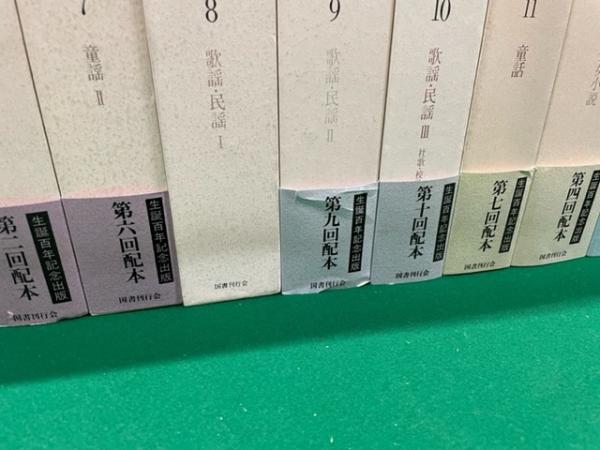 生誕百年記念出版
第二回配本
国書刊行会
7
童謡 II
生誕百年記念出版
第六回配本
国書刊行会
8
歌謡・民謡 I
国書刊行会
9
歌謡・民謡 II
生誕百年記念出版
第九回配本
国書刊行会
10
歌謡・民謡 III
社歌・校
生誕百年記念出版
第十回配本
国書刊行会
11
童話
生誕百年記念出版
第七回配本
国書刊行会
小説
生誕百年記念出版
第四回配本
国書刊行会